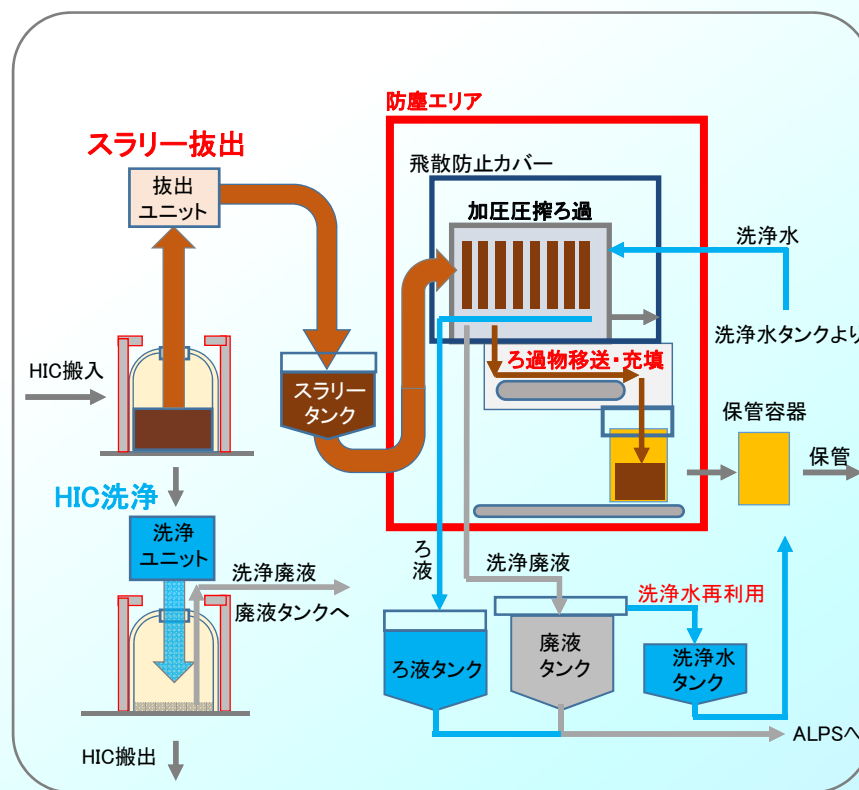 防塵エリア
スラリー抜出
飛散防止カバー
抜出
ユニット
加圧圧搾ろ過
洗浄水
洗浄水タンクより
HIC搬入
ろ過物移送・充填
スラリー
タンク
保管容器
保管
HIC洗浄
洗浄
ユニット
ろ
液
洗浄廃液
洗浄廃液
廃液タンクへ
洗浄水再利用
ろ液タンク
廃液
タンク
洗浄水
タンク
ALPSへ
HIC搬出